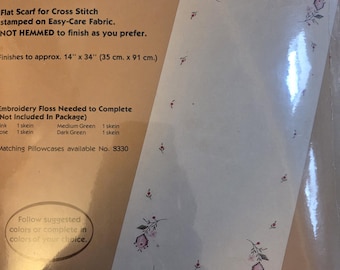 Flat Scarf for Cross Stitch
stamped on Easy-Care Fabric.
NOT HEMMED to finish as you prefer.
Finishes to approx. 14" x 34" (35 cm. x 91 cm.)
Embroidery Floss Needed to Complete
(Not Included In Package)
ink 1 skein Medium Green 1 skein
ose 1 skein Dark Green 1 skein
Matching Pillowcases available No. 8330
Follow suggested
colors or complete in
colors of your choice.